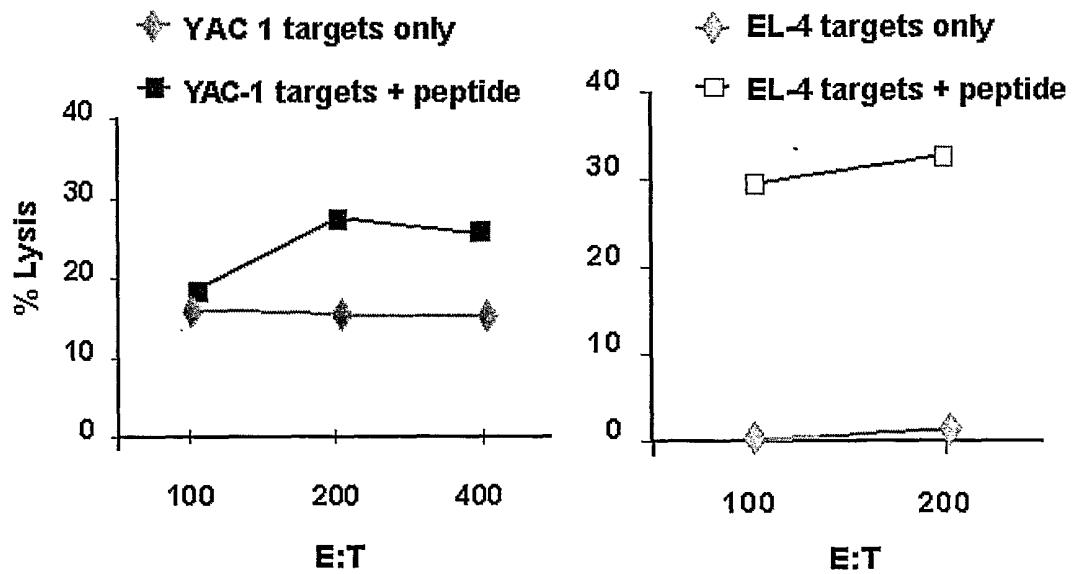 YAC 1 targets only
YAC-1 targets + peptide
40
30
20
10
0
% Lysis
100 200 400
E:T
EL-4 targets only
EL-4 targets + peptide
40
30
20
10
0
100 200
E:T